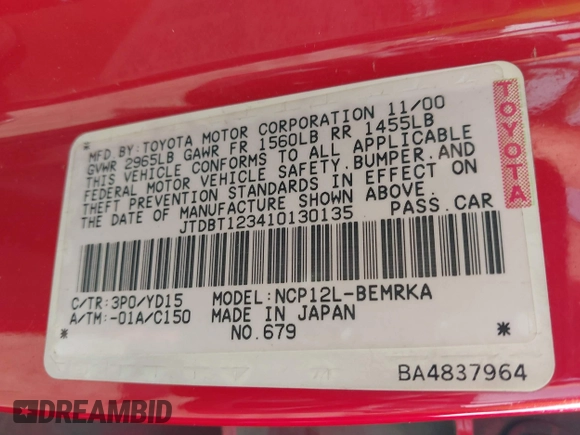 MFD BY:TOYOTA MOTOR CORPORATION 11/00
GVWR 2965LB GAWR FR 1560LB RR 1455LB
THIS VEHICLE CONFORMS TO ALL APPLICABLE
FEDERAL MOTOR VEHICLE SAFETY,BUMPER,AND
THEFT PREVENTION STANDARDS IN EFFECT ON
THE DATE OF MANUFACTURE SHOWN ABOVE.
JTDBT123410130135 PASS.CAR
TOYOTA
C/TR:3P0/YD15 MODEL:NCP12L-BEMRKA
A/TM:-01A/C150 MADE IN JAPAN
* NO.679 *
BA4837964
DREAMBID